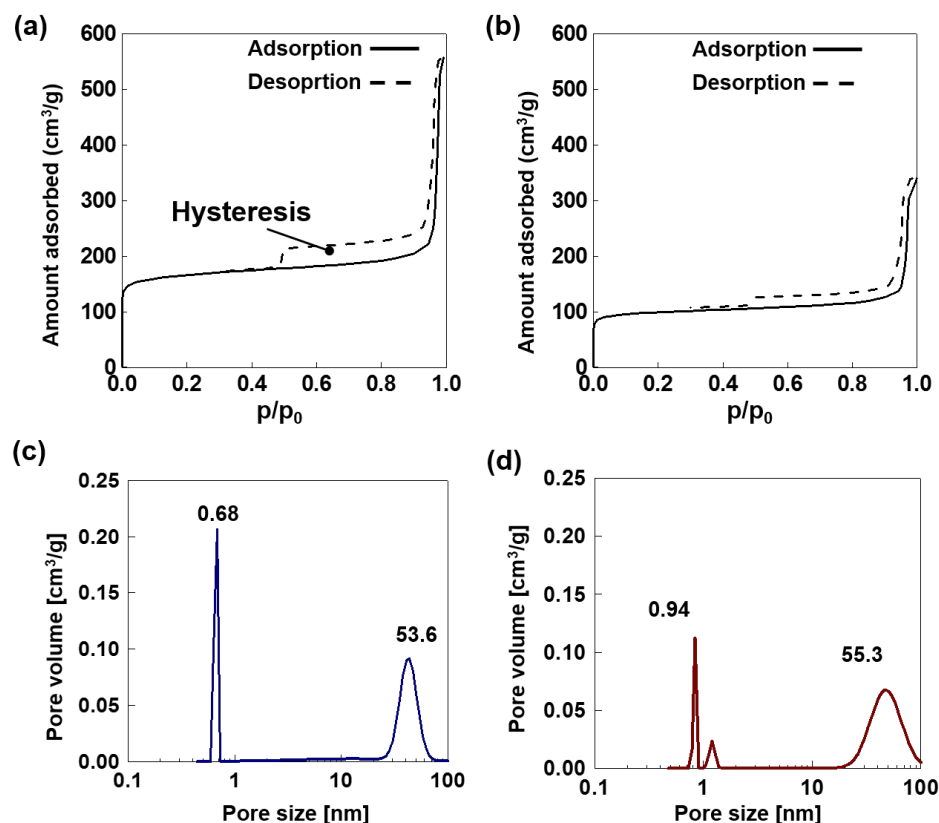 (a)
600
500
400
300
200
100
0
Amount adsorbed (cm³/g)
Adsorption
Desoprtion
Hysteresis
0.0 0.2 0.4 0.6 0.8 1.0
p/p₀
(b)
600
500
400
300
200
100
0
Amount adsorbed (cm³/g)
Adsorption
Desorption
0.0 0.2 0.4 0.6 0.8 1.0
p/p₀
(c)
0.25
0.20
0.15
0.10
0.05
0.00
Pore volume [cm³/g]
0.68
53.6
0.1 1 10 100
Pore size [nm]
(d)
0.25
0.20
0.15
0.10
0.05
0.00
Pore volume [cm³/g]
0.94
55.3
0.1 1 10 100
Pore size [nm]